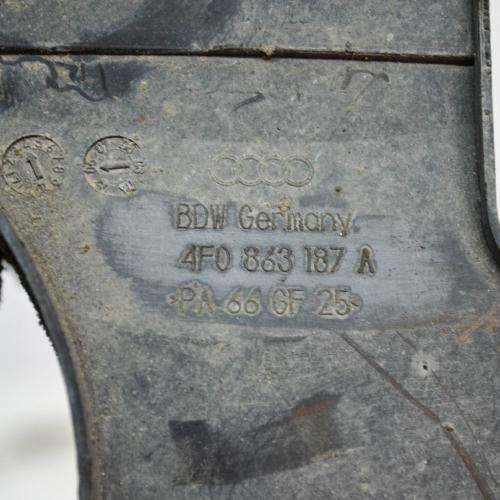 BDW Germany.
4F0 863 187 A
>PA 66 GF 25<